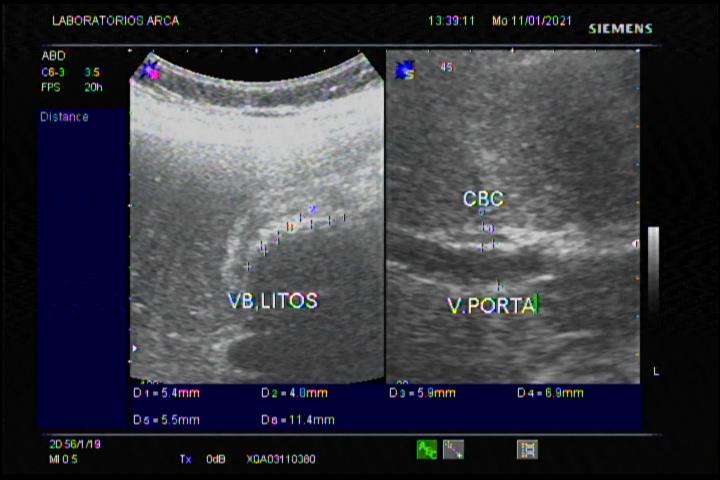 LABORATORIOS ARCA
13:39:11 Mo 11/01/2021
SIEMENS
ABD
C6-3 3.5
FPS 20h
Distance
45
CBC
VB,LITOS
V.PORTA
L
D1=5.4mm D2=4.0mm D3=5.9mm D4=6.9mm
D5=5.5mm D6=11.4mm
2D 56/1/19
MI 0.5 Tx 0dB
ABC